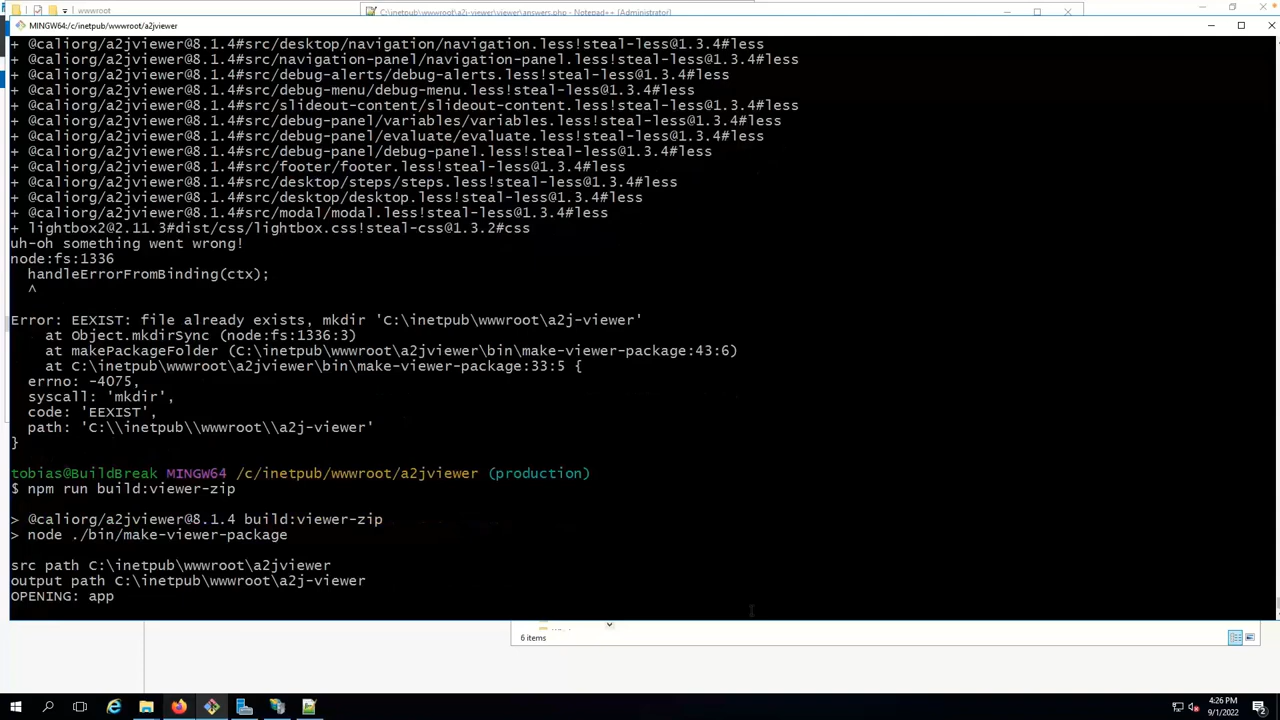 wwwroot
C:\inetpub\wwwroot\a2j-viewer\viewer\answers.php - Notepad++ [Administrator]
MINGW64:/c/inetpub/wwwroot/a2jviewer
+ @caliorg/a2jviewer@8.1.4#src/desktop/navigation/navigation.less!steal-less@1.3.4#less
+ @caliorg/a2jviewer@8.1.4#src/navigation-panel/navigation-panel.less!steal-less@1.3.4#less
+ @caliorg/a2jviewer@8.1.4#src/debug-alerts/debug-alerts.less!steal-less@1.3.4#less
+ @caliorg/a2jviewer@8.1.4#src/debug-menu/debug-menu.less!steal-less@1.3.4#less
+ @caliorg/a2jviewer@8.1.4#src/slideout-content/slideout-content.less!steal-less@1.3.4#less
+ @caliorg/a2jviewer@8.1.4#src/debug-panel/variables/variables.less!steal-less@1.3.4#less
+ @caliorg/a2jviewer@8.1.4#src/debug-panel/evaluate/evaluate.less!steal-less@1.3.4#less
+ @caliorg/a2jviewer@8.1.4#src/debug-panel/debug-panel.less!steal-less@1.3.4#less
+ @caliorg/a2jviewer@8.1.4#src/footer/footer.less!steal-less@1.3.4#less
+ @caliorg/a2jviewer@8.1.4#src/desktop/steps/steps.less!steal-less@1.3.4#less
+ @caliorg/a2jviewer@8.1.4#src/desktop/desktop.less!steal-less@1.3.4#less
+ @caliorg/a2jviewer@8.1.4#src/modal/modal.less!steal-less@1.3.4#less
+ lightbox2@2.11.3#dist/css/lightbox.css!steal-css@1.3.2#css
uh-oh something went wrong!
node:fs:1336
handleErrorFromBinding(ctx);
^
Error: EEXIST: file already exists, mkdir 'C:\inetpub\wwwroot\a2j-viewer'
at Object.mkdirSync (node:fs:1336:3)
at makePackageFolder (C:\inetpub\wwwroot\a2jviewer\bin\make-viewer-package:43:6)
at C:\inetpub\wwwroot\a2jviewer\bin\make-viewer-package:33:5 {
errno: -4075,
syscall: 'mkdir',
code: 'EEXIST',
path: 'C:\\inetpub\\wwwroot\\a2j-viewer'
}
tobias@BuildBreak MINGW64 /c/inetpub/wwwroot/a2jviewer (production)
$ npm run build:viewer-zip
> @caliorg/a2jviewer@8.1.4 build:viewer-zip
> node ./bin/make-viewer-package
src path C:\inetpub\wwwroot\a2jviewer
output path C:\inetpub\wwwroot\a2j-viewer
OPENING: app
6 items
4:26 PM
9/1/2022
2